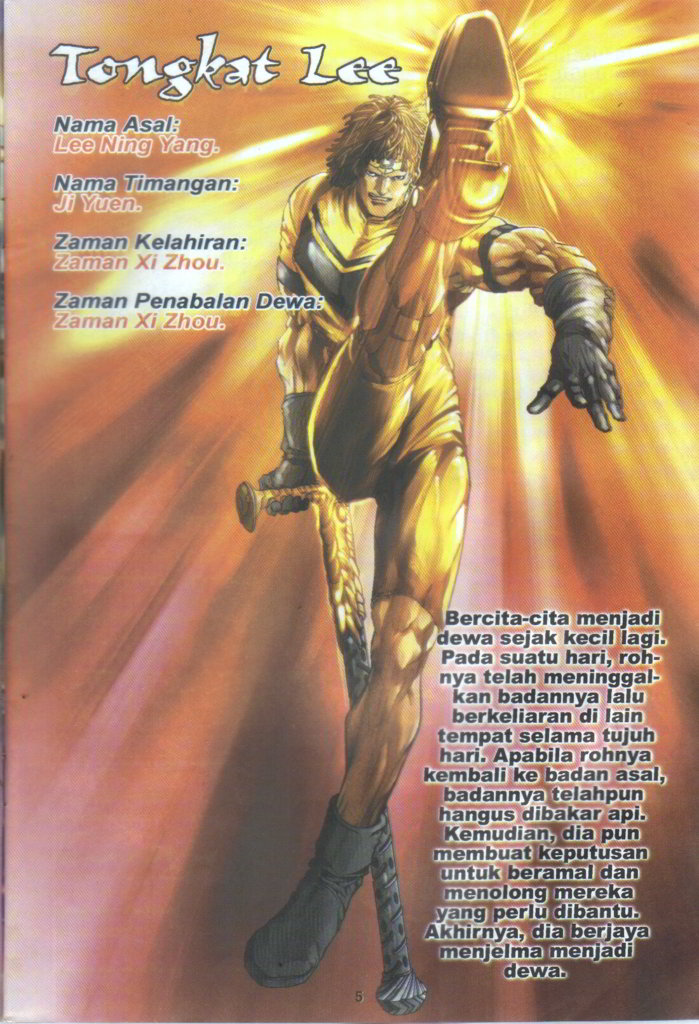 Tongkat Lee
Nama Asal:
Lee Ning Yang.
Nama Timangan:
Ji Yuen.
Zaman Kelahiran:
Zaman Xi Zhou.
Zaman Penabalan Dewa:
Zaman Xi Zhou.
Bercita-cita menjadi
dewa sejak kecil lagi.
Pada suatu hari, roh-
nya telah meninggal-
kan badannya lalu
berkeliaran di lain
tempat selama tujuh
hari. Apabila rohnya
kembali ke badan asal,
badannya telahpun
hangus dibakar api.
Kemudian, dia pun
membuat keputusan
untuk beramal dan
menolong mereka
yang perlu dibantu.
Akhirnya, dia berjaya
menjelma menjadi
dewa.
5